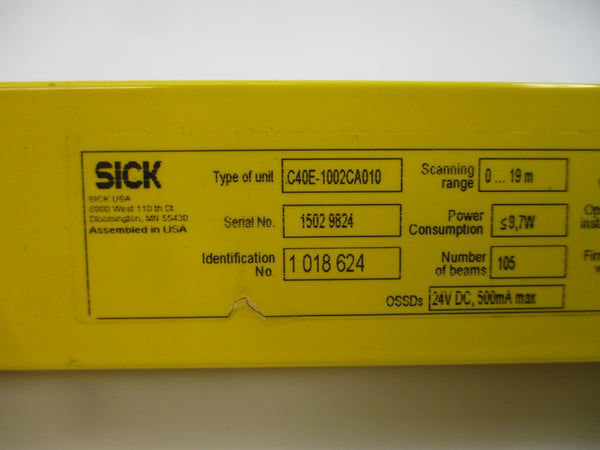 SICK
SICK USA
6900 West 110 th St.
Bloomington, MN 55430
Assembled in USA
Type of unit C40E-1002CA010
Serial No. 1502 9824
Identification No. 1 018 624
Scanning range 0 ... 19 m
Power Consumption ≤9,7W
Number of beams 105
OSSDs 24V DC, 500mA max